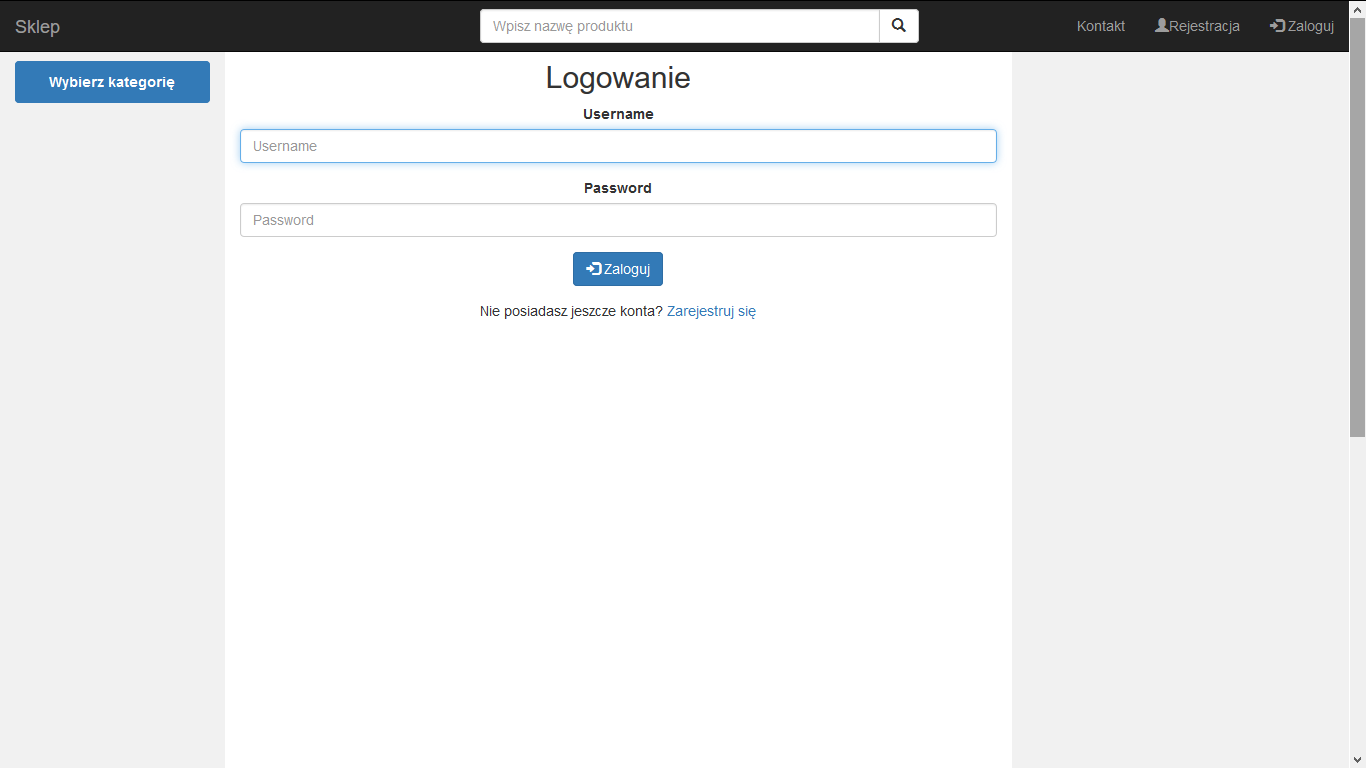 Sklep
Wpisz nazwę produktu
Kontakt
Rejestracja
Zaloguj
Wybierz kategorię
Logowanie
Username
Username
Password
Password
Zaloguj
Nie posiadasz jeszcze konta? Zarejestruj się